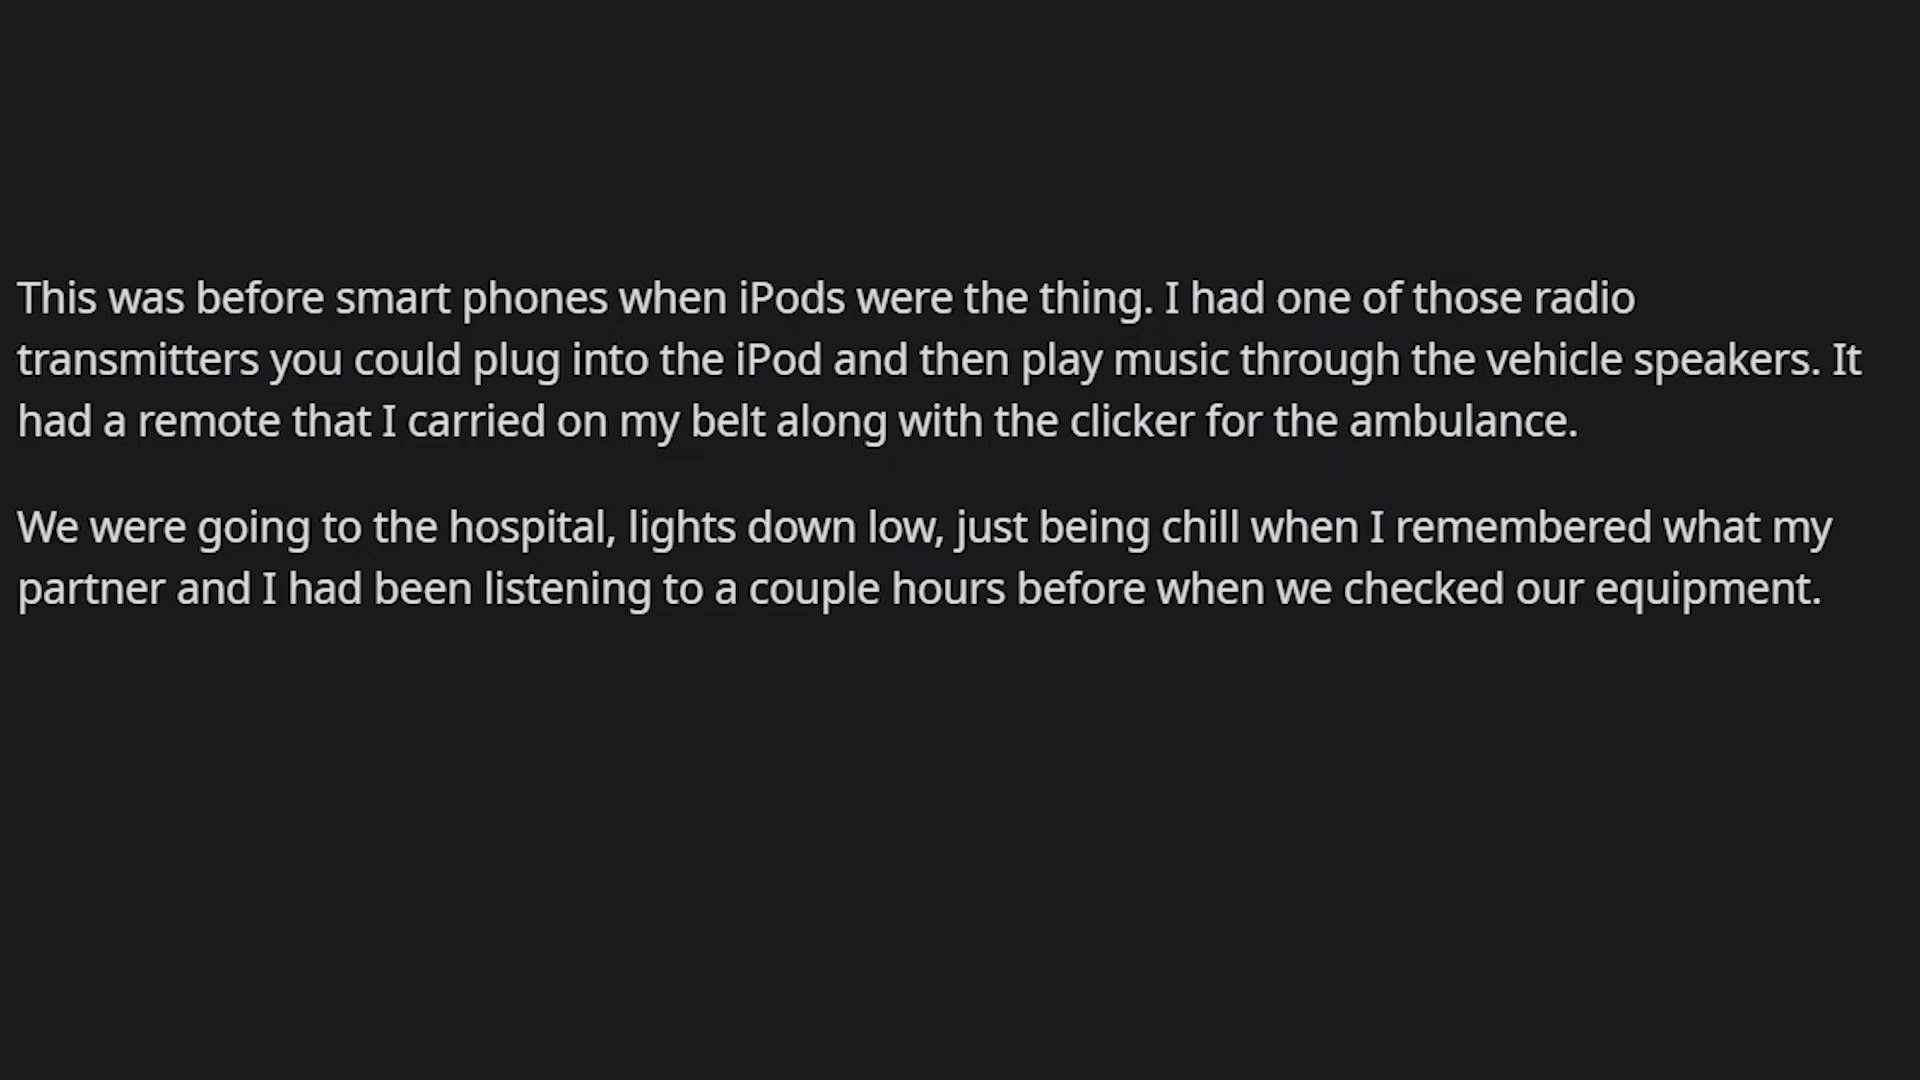 This was before smart phones when iPods were the thing. I had one of those radio
transmitters you could plug into the iPod and then play music through the vehicle speakers. It
had a remote that I carried on my belt along with the clicker for the ambulance.
We were going to the hospital, lights down low, just being chill when I remembered what my
partner and I had been listening to a couple hours before when we checked our equipment.